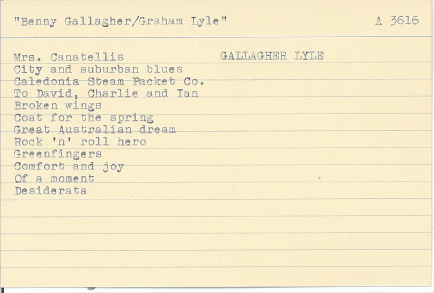 "Benny Gallagher/Graham Lyle" A 3616
Mrs. Canatellis GALLAGHER LYLE
City and suburban blues
Caledonia Steam Packet Co.
To David, Charlie and Ian
Broken wings
Coat for the spring
Great Australian dream
Rock 'n' roll hero
Greenfingers
Comfort and joy
Of a moment
Desiderata